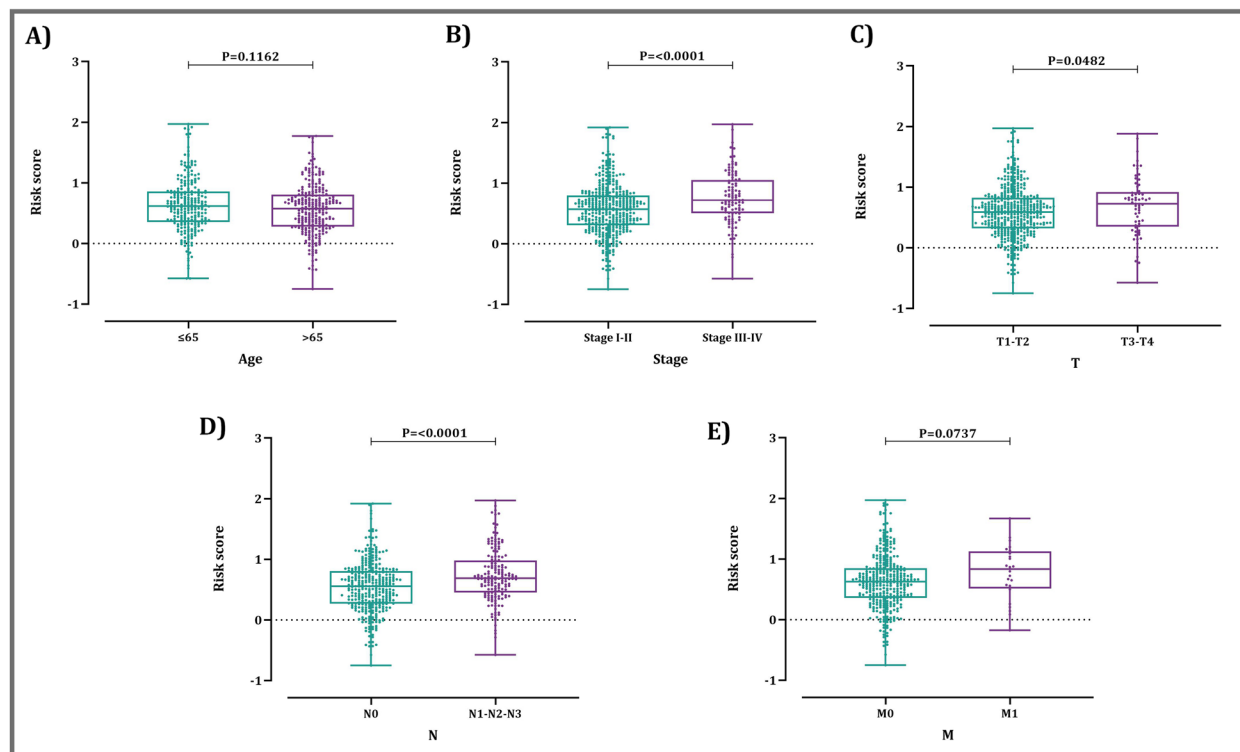 A)
P=0.1162
3
2
1
0
-1
Risk score
≤65
>65
Age
B)
P=<0.0001
3
2
1
0
-1
Risk score
Stage I-II
Stage III-IV
Stage
C)
P=0.0482
3
2
1
0
-1
Risk score
T1-T2
T3-T4
T
D)
P=<0.0001
3
2
1
0
-1
Risk score
N0
N1-N2-N3
N
E)
P=0.0737
3
2
1
0
-1
Risk score
M0
M1
M